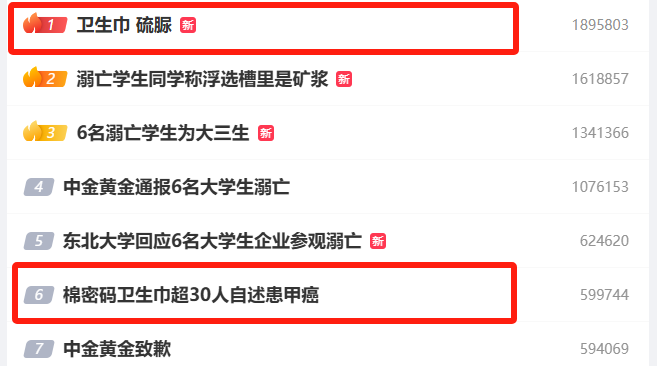 1 卫生巾 硫脲 新 1895803
2 溺亡学生同学称浮选槽里是矿浆 新 1618857
3 6名溺亡学生为大三生 新 1341366
4 中金黄金通报6名大学生溺亡 1076153
5 东北大学回应6名大学生企业参观溺亡 新 624620
6 棉密码卫生巾超30人自述患甲癌 599744
7 中金黄金致歉 594069